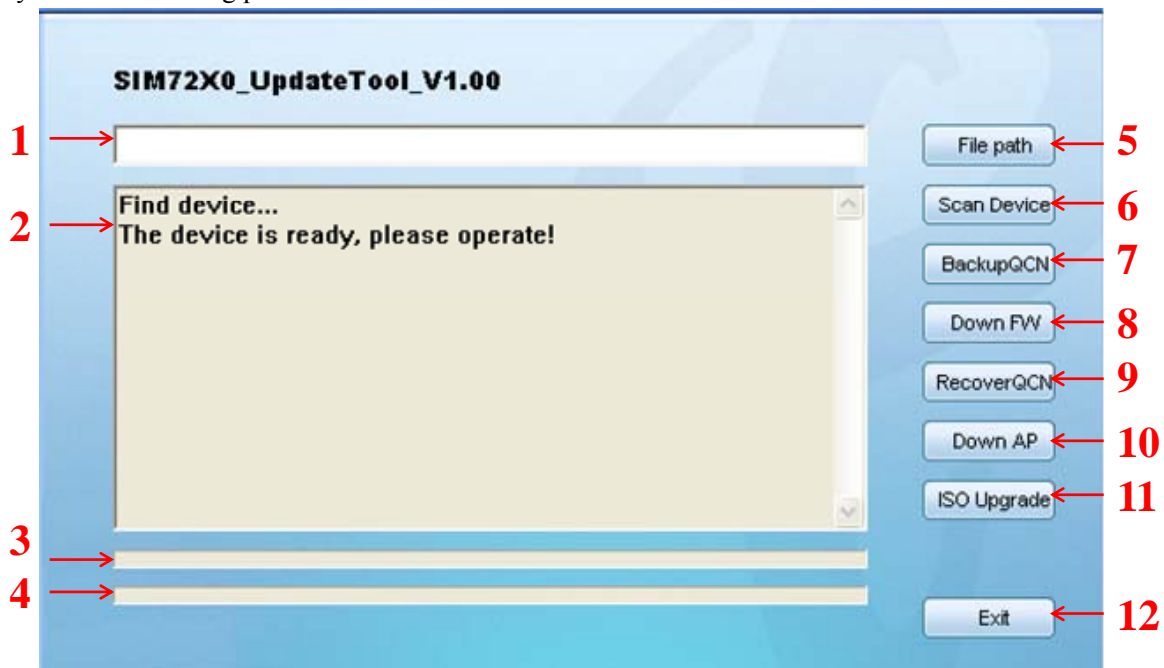 SIM72X0_UpdateTool_V1.00
1
File path
5
Find device...
The device is ready, please operate!
2
Scan Device
6
BackupQCN
7
Down FW
8
RecoverQCN
9
Down AP
10
ISO Upgrade
11
3
4
Exit
12